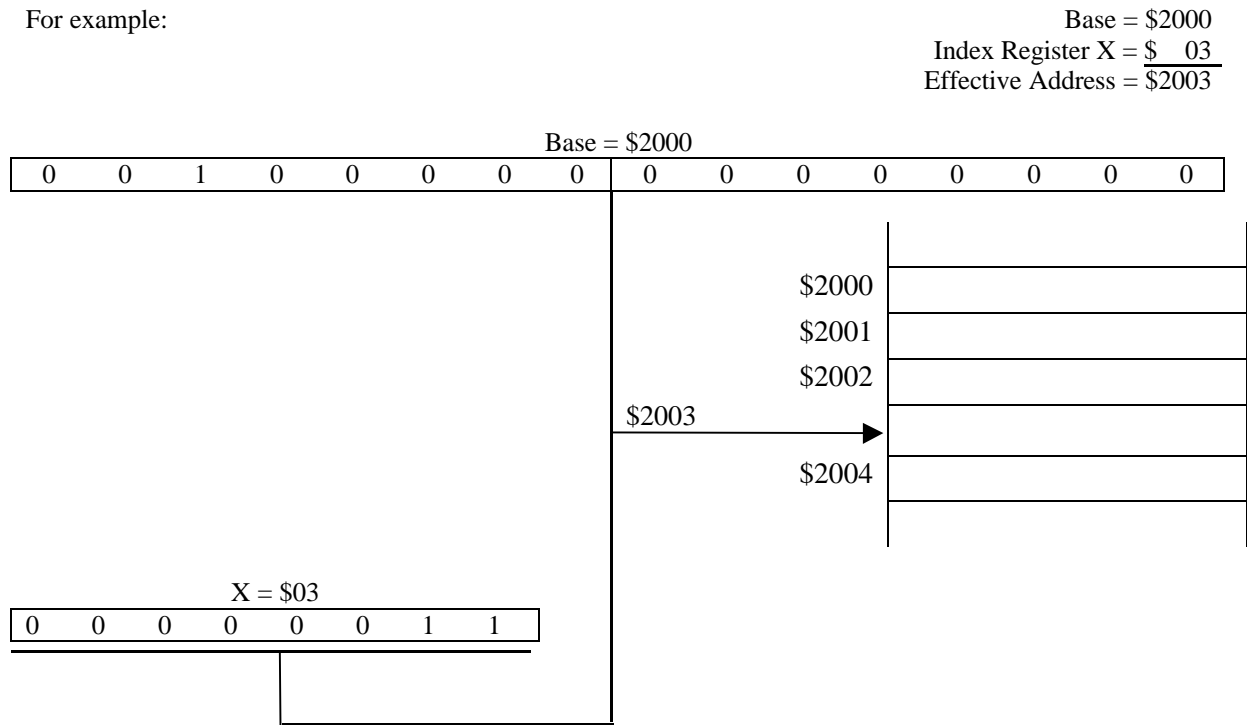 For example:
Base = $2000
Index Register X = $ 03
Effective Address = $2003
Base = $2000
0 0 1 0 0 0 0 0 0 0 0 0 0 0 0 0
$2000
$2001
$2002
$2003
$2004
X = $03
0 0 0 0 0 0 1 1